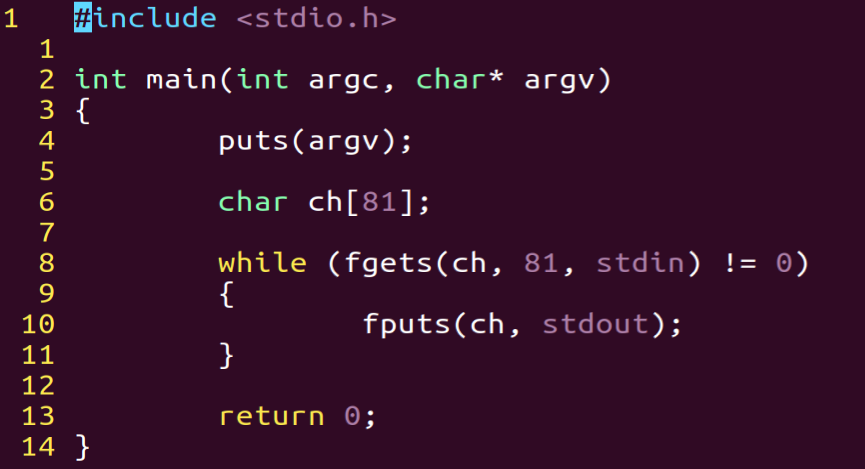 1   #include <stdio.h>
  1
  2 int main(int argc, char* argv)
  3 {
  4         puts(argv);
  5
  6         char ch[81];
  7
  8         while (fgets(ch, 81, stdin) != 0)
  9         {
 10                 fputs(ch, stdout);
 11         }
 12
 13         return 0;
 14 }